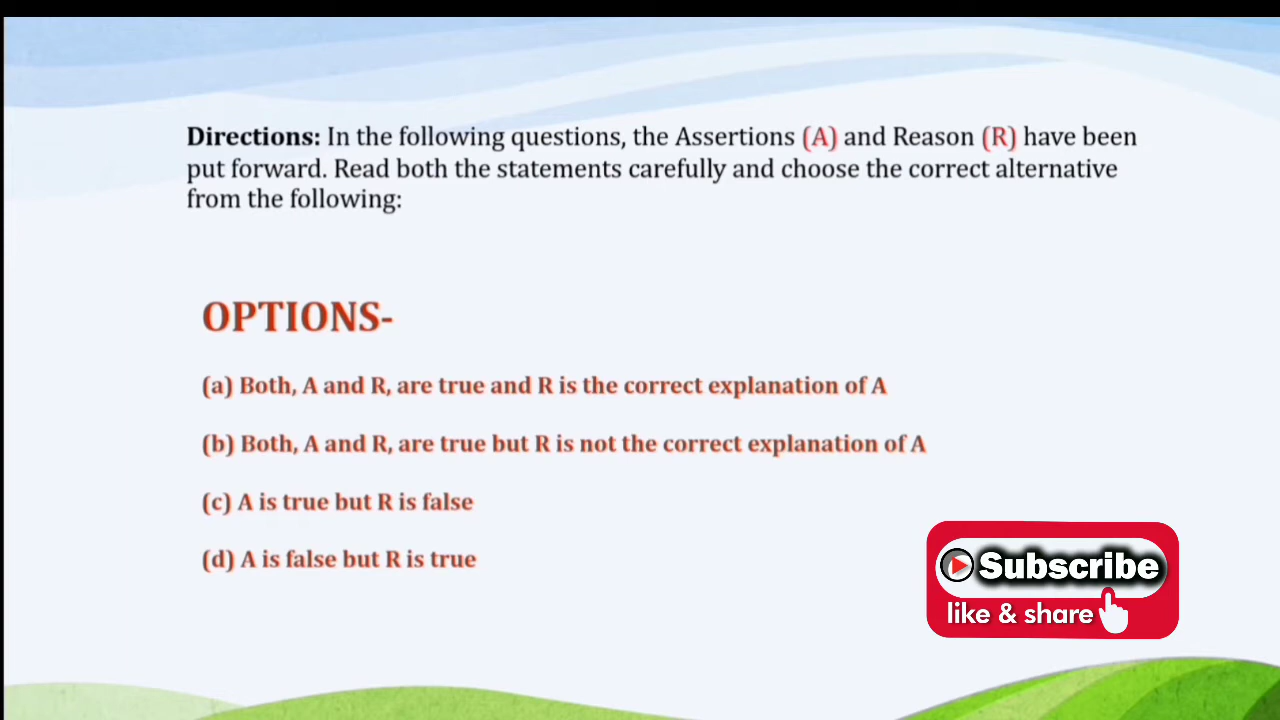 Directions: In the following questions, the Assertions (A) and Reason (R) have been
put forward. Read both the statements carefully and choose the correct alternative
from the following:
OPTIONS-
(a) Both, A and R, are true and R is the correct explanation of A
(b) Both, A and R, are true but R is not the correct explanation of A
(c) A is true but R is false
(d) A is false but R is true
Subscribe
like & share